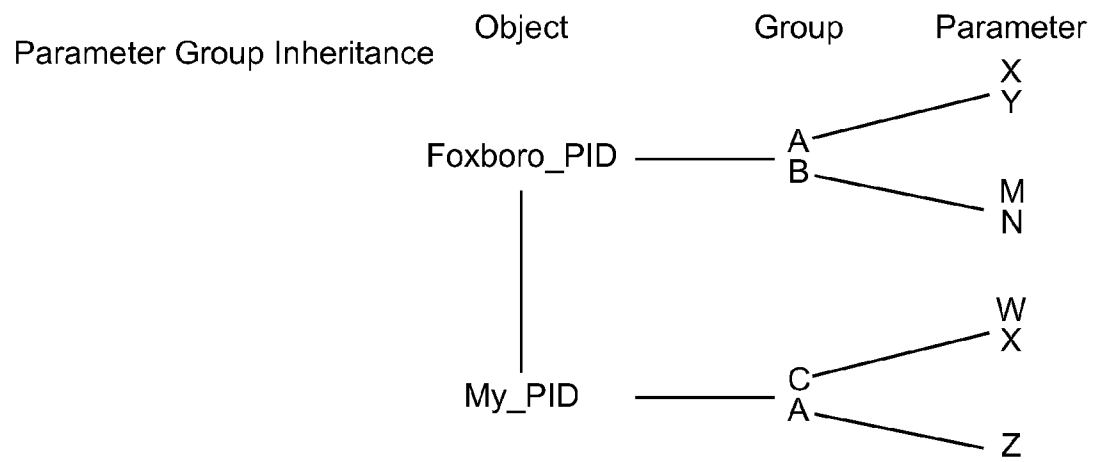 Parameter Group Inheritance
Object
Group
Parameter
X
Y
Foxboro_PID
A
B
M
N
My_PID
C
A
W
X
Z